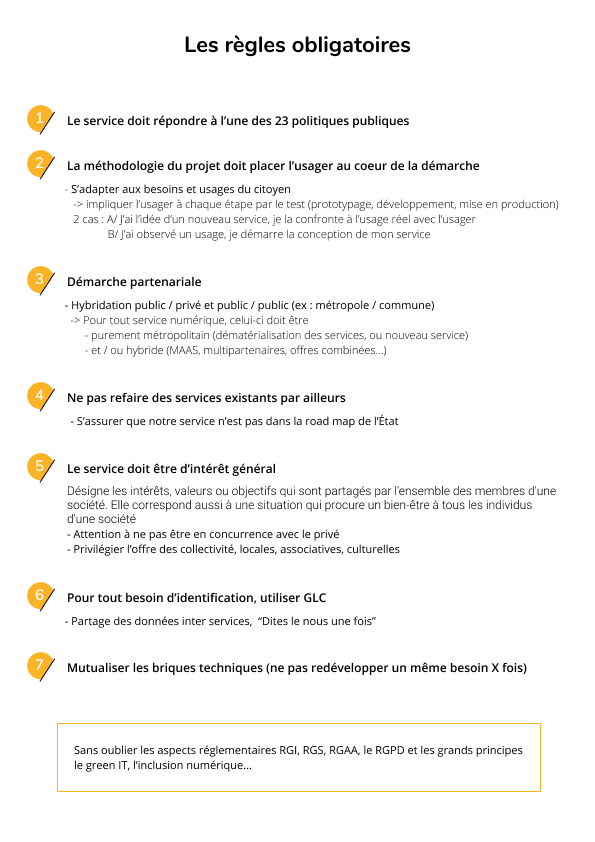 Les règles obligatoires
1
Le service doit répondre à l'une des 23 politiques publiques
2
La méthodologie du projet doit placer l'usager au coeur de la démarche
- S'adapter aux besoins et usages du citoyen
-> impliquer l'usager à chaque étape par le test (prototypage, développement, mise en production)
2 cas : A/ J'ai l'idée d'un nouveau service, je la confronte à l'usage réel avec l'usager
B/ J'ai observé un usage, je démarre la conception de mon service
3
Démarche partenariale
- Hybridation public / privé et public / public (ex : métropole / commune)
-> Pour tout service numérique, celui-ci doit être
- purement métropolitain (dématérialisation des services, ou nouveau service)
- et / ou hybride (MAAS, multipartenaires, offres combinées...)
4
Ne pas refaire des services existants par ailleurs
- S'assurer que notre service n'est pas dans la road map de l'État
5
Le service doit être d'intérêt général
Désigne les intérêts, valeurs ou objectifs qui sont partagés par l'ensemble des membres d'une
société. Elle correspond aussi à une situation qui procure un bien-être à tous les individus
d'une société
- Attention à ne pas être en concurrence avec le privé
- Privilégier l'offre des collectivité, locales, associatives, culturelles
6
Pour tout besoin d'identification, utiliser GLC
- Partage des données inter services, “Dites le nous une fois”
7
Mutualiser les briques techniques (ne pas redévelopper un même besoin X fois)
Sans oublier les aspects réglementaires RGI, RGS, RGAA, le RGPD et les grands principes
le green IT, l'inclusion numérique...